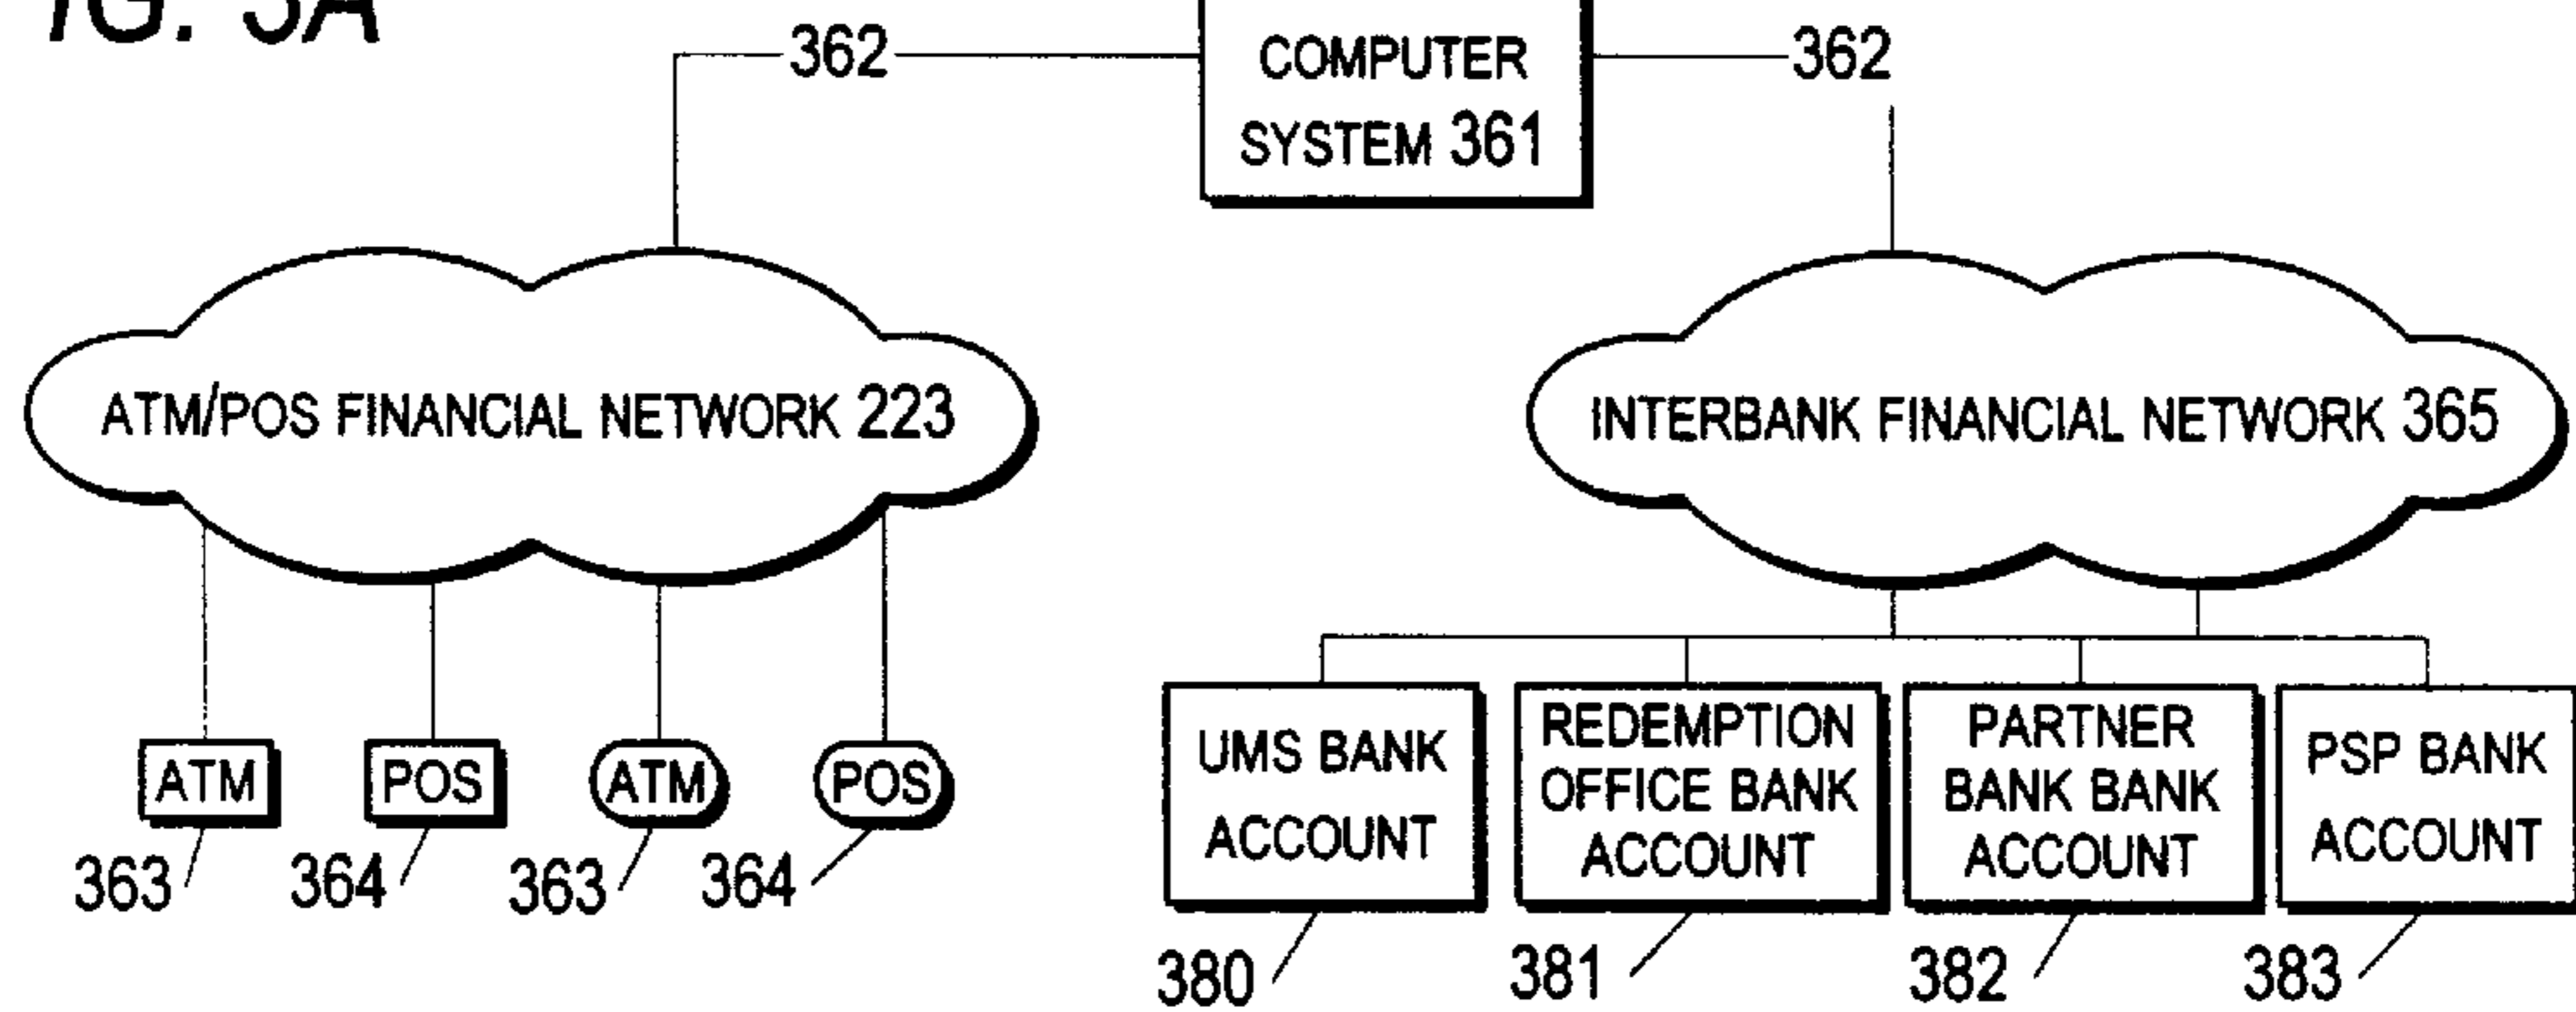 IG. 3A
362
COMPUTER
SYSTEM 361
362
ATM/POS FINANCIAL NETWORK 223
INTERBANK FINANCIAL NETWORK 365
ATM
POS
ATM
POS
363
364
363
364
UMS BANK
ACCOUNT
REDEMPTION
OFFICE BANK
ACCOUNT
PARTNER
BANK BANK
ACCOUNT
PSP BANK
ACCOUNT
380
381
382
383